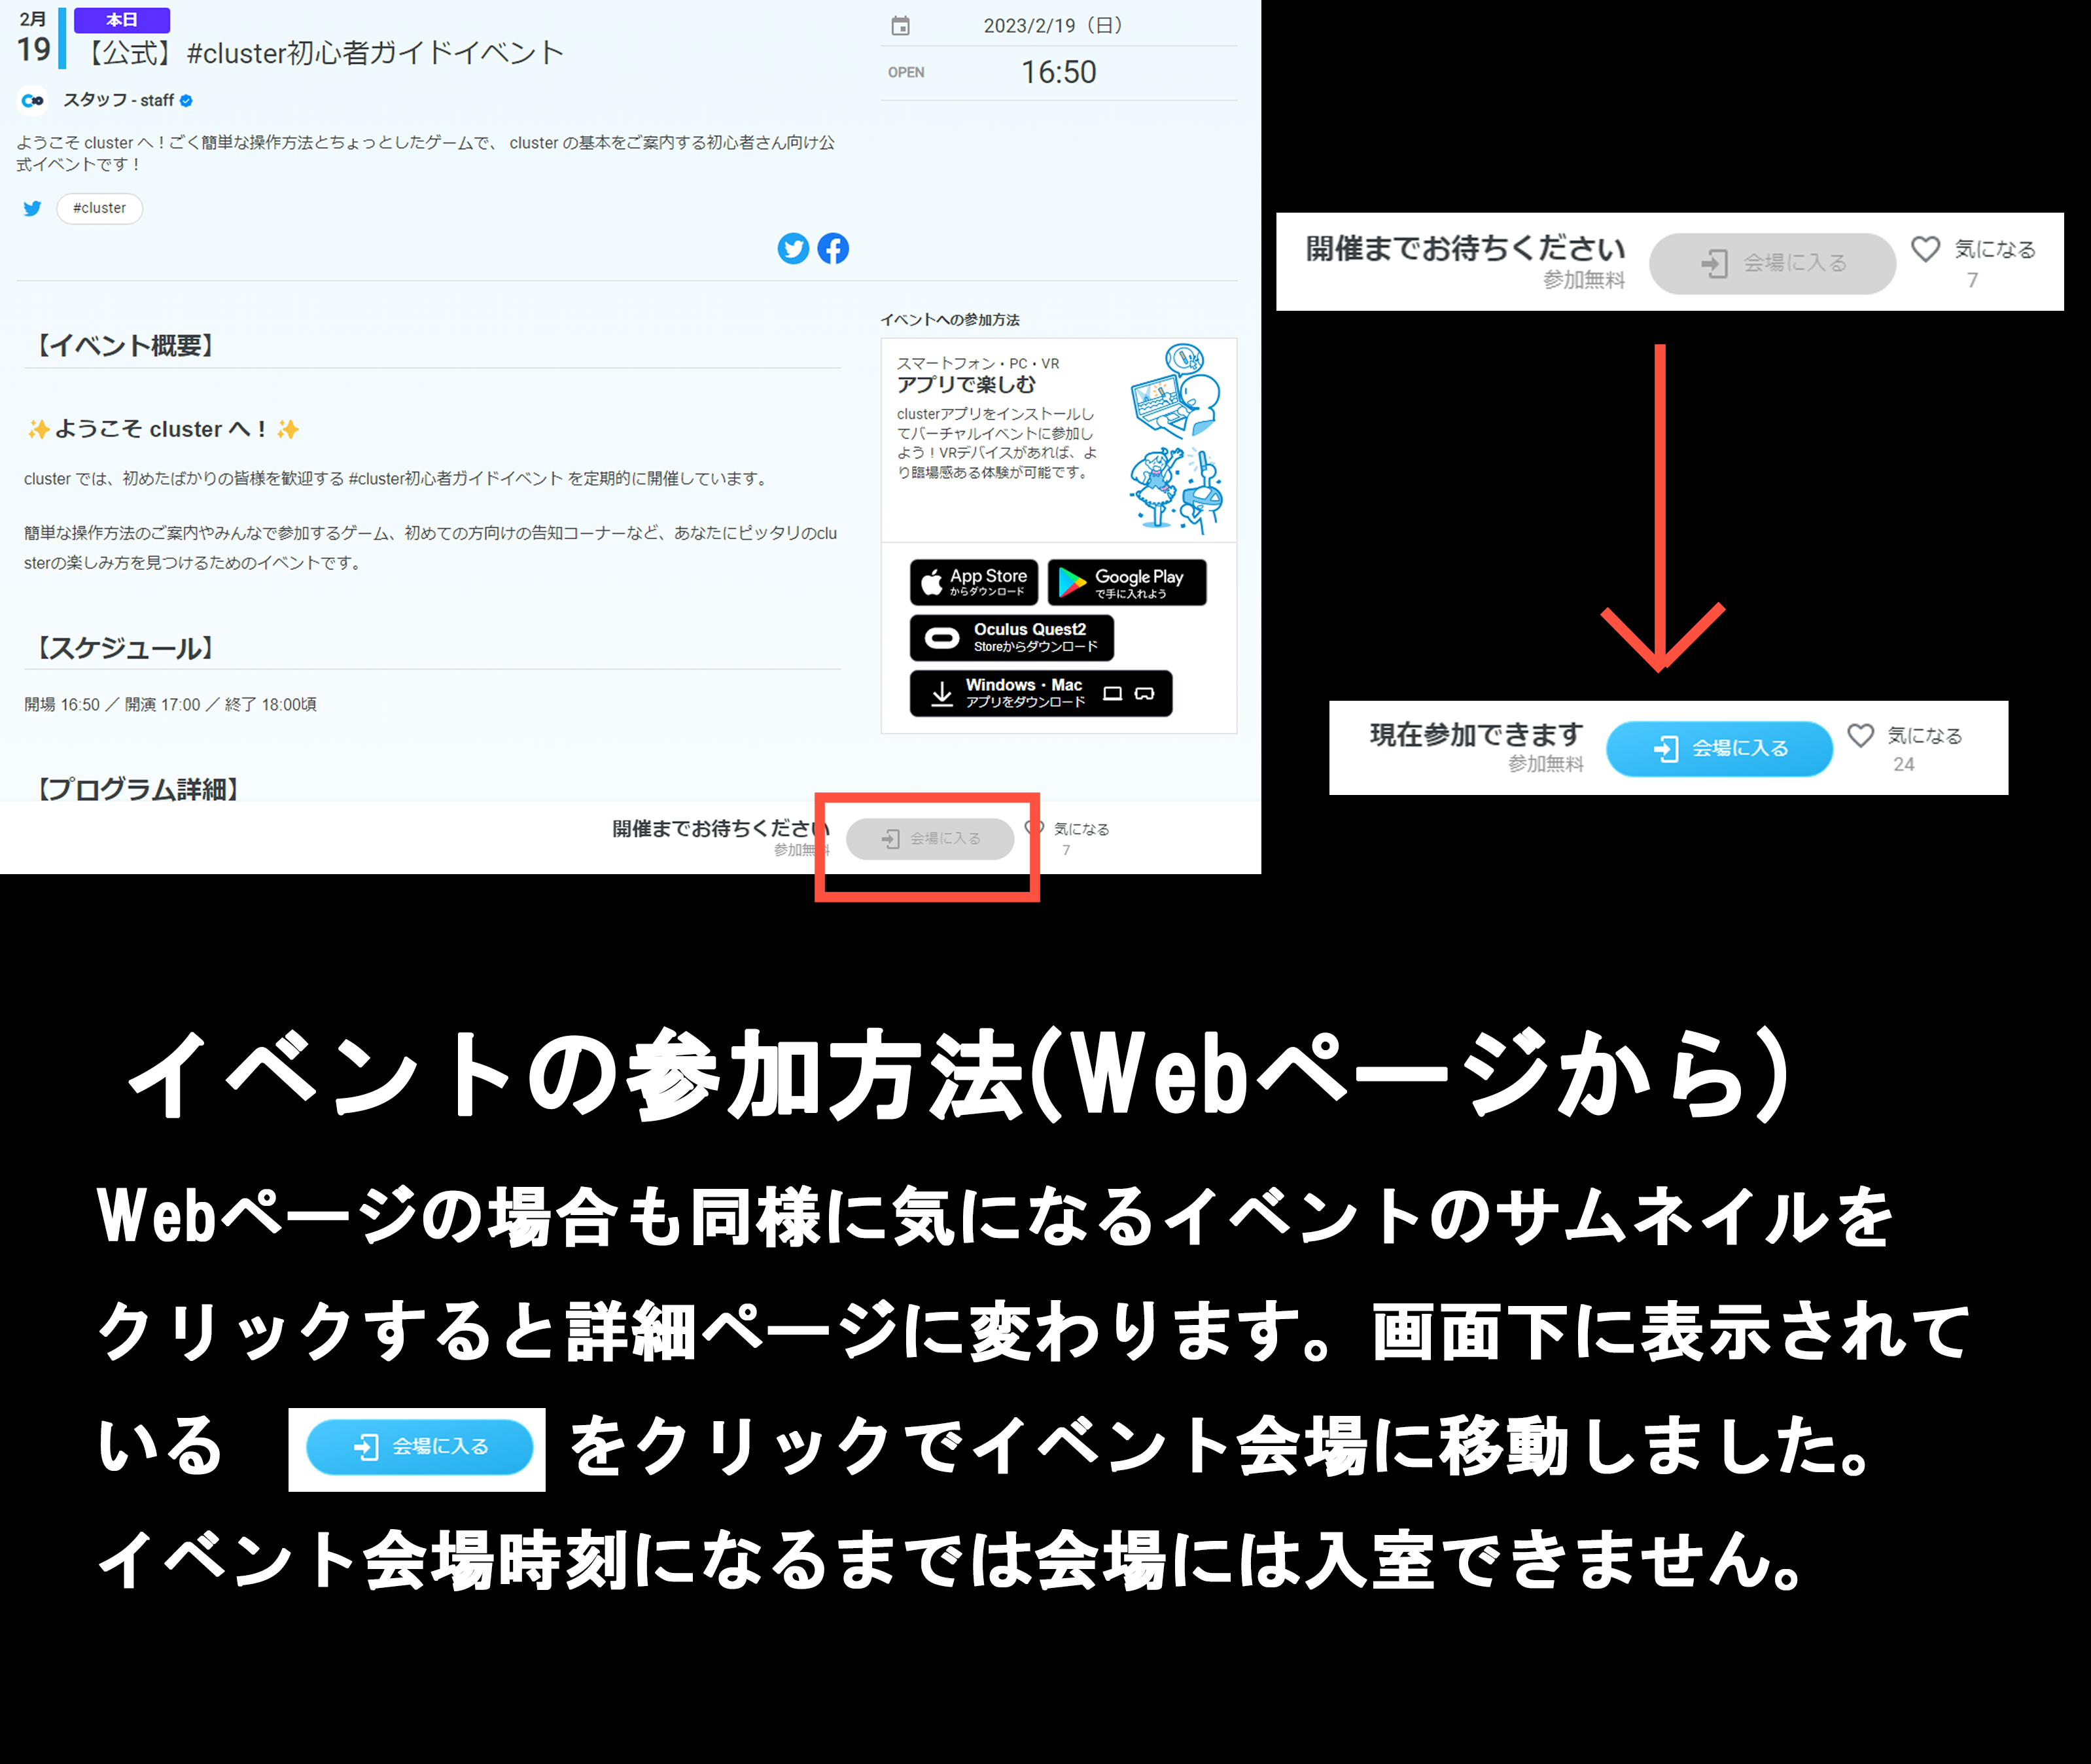 2月
19
本日
【公式】#cluster初心者ガイドイベント
スタッフ - staff
ようこそ cluster へ！ごく簡単な操作方法とちょっとしたゲームで、 cluster の基本をご案内する初心者さん向け公
式イベントです！
#cluster
2023/2/19（日）
OPEN 16:50
【イベント概要】
✨ようこそ cluster へ！✨
cluster では、初めたばかりの皆様を歓迎する #cluster初心者ガイドイベント を定期的に開催しています。
簡単な操作方法のご案内やみんなで参加するゲーム、初めての方向けの告知コーナーなど、あなたにピッタリのclu
sterの楽しみ方を見つけるためのイベントです。
【スケジュール】
開場 16:50 ／ 開演 17:00 ／ 終了 18:00頃
【プログラム詳細】
イベントへの参加方法
スマートフォン・PC・VR
アプリで楽しむ
clusterアプリをインストールし
てバーチャルイベントに参加し
よう！VRデバイスがあれば、よ
り臨場感ある体験が可能です。
App Store
からダウンロード
Google Play
で手に入れよう
Oculus Quest2
Storeからダウンロード
Windows・Mac
アプリをダウンロード
開催までお待ちください
参加無料
会場に入る
気になる
7
開催までお待ちください
参加無料
会場に入る
気になる
7
現在参加できます
参加無料
会場に入る
気になる
24
イベントの参加方法(Webページから)
Webページの場合も同様に気になるイベントのサムネイルを
クリックすると詳細ページに変わります。画面下に表示されて
いる 会場に入る をクリックでイベント会場に移動しました。
イベント会場時刻になるまでは会場には入室できません。